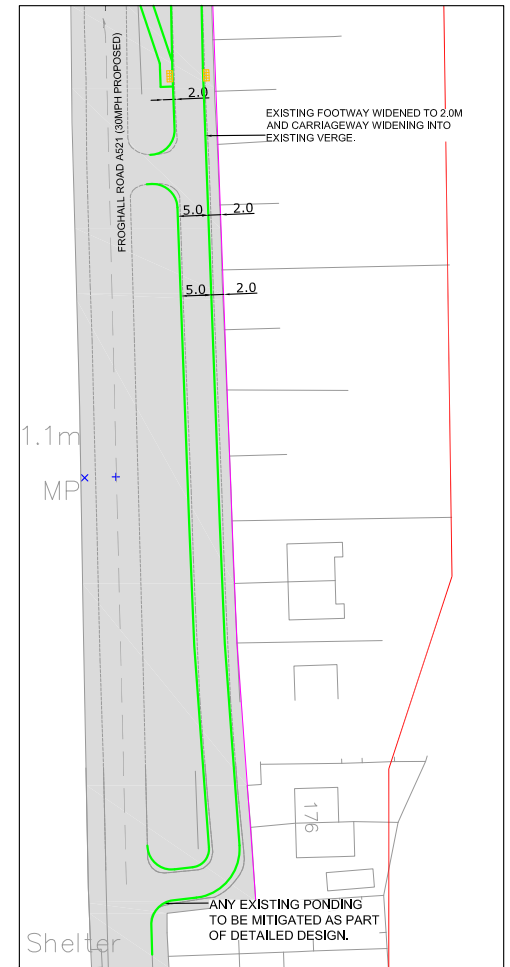 2.0
FROGHALL ROAD A521 (30MPH PROPOSED)
EXISTING FOOTWAY WIDENED TO 2.0M
AND CARRIAGEWAY WIDENING INTO
EXISTING VERGE.
5.0
2.0
5.0
2.0
1.1m
MP
176
ANY EXISTING PONDING
TO BE MITIGATED AS PART
OF DETAILED DESIGN.
Shelter